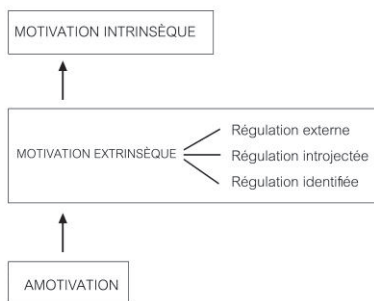 MOTIVATION INTRINSÈQUE
MOTIVATION EXTRINSÈQUE
Régulation externe
Régulation introjectée
Régulation identifiée
AMOTIVATION